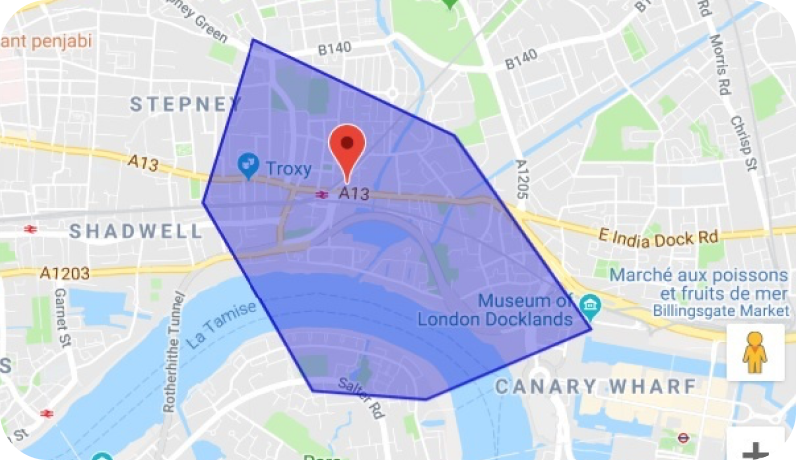 pney Green
ant penjabi
B140
B140
Morris Rd
STEPNEY
Chrisp St
A13
Troxy
A13
A1205
SHADWELL
E India Dock Rd
A1203
Marché aux poissons
et fruits de mer
Billingsgate Market
Garnet St
Rotherhithe Tunnel
La Tamise
Museum of
London Docklands
Salter Rd
CANARY WHARF
S
St